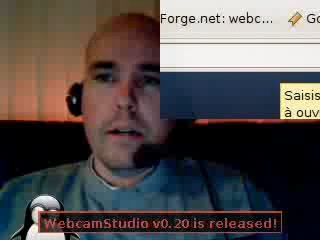 Forge.net: webc... Go
Saisis
à ouv
WebcamStudio v0.20 is released!